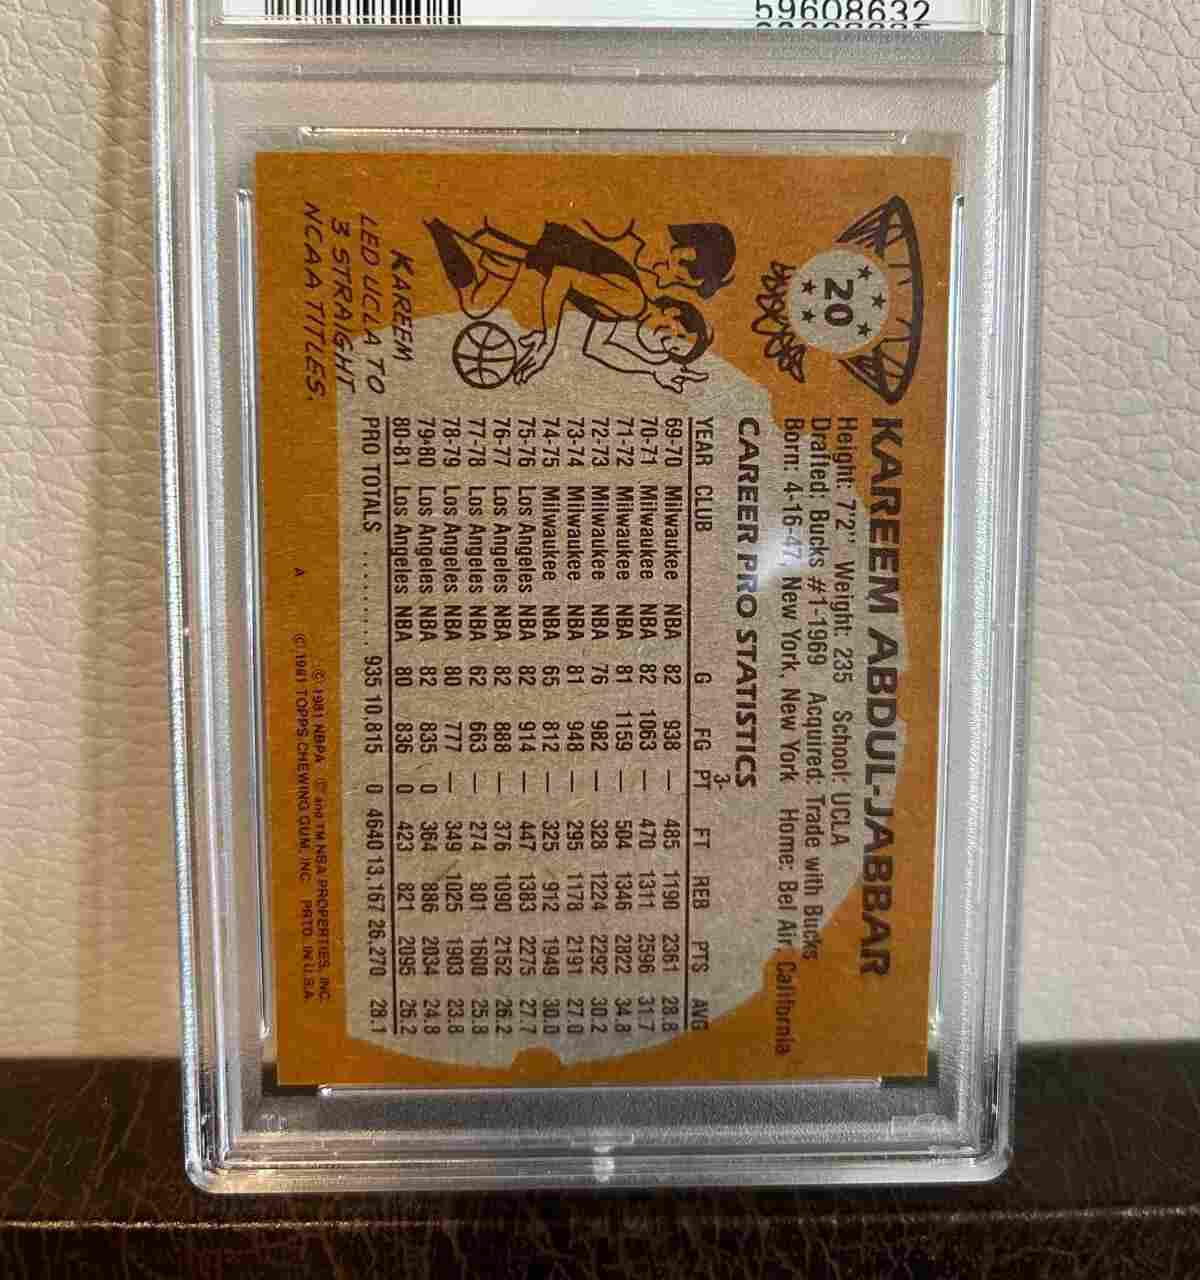 59608632
20
KAREEM ABDUL-JABBAR
Height: 7'2" Weight: 235 School: UCLA
Drafted: Bucks #1-1969 Acquired: Trade with Bucks
Born: 4-16-47, New York, New York Home: Bel Air, California
CAREER PRO STATISTICS
YEAR CLUB G FG 3-PT FT REB PTS AVG
69-70 Milwaukee NBA 82 938 — 485 1190 2361 28.8
70-71 Milwaukee NBA 82 1063 — 470 1311 2596 31.7
71-72 Milwaukee NBA 81 1159 — 504 1346 2822 34.8
72-73 Milwaukee NBA 76 982 — 328 1224 2292 30.2
73-74 Milwaukee NBA 81 948 — 295 1178 2191 27.0
74-75 Milwaukee NBA 65 812 — 325 912 1949 30.0
75-76 Los Angeles NBA 82 914 — 447 1383 2275 27.7
76-77 Los Angeles NBA 82 888 — 376 1090 2152 26.2
77-78 Los Angeles NBA 62 663 — 274 801 1600 25.8
78-79 Los Angeles NBA 80 777 — 349 1025 1903 23.8
79-80 Los Angeles NBA 82 835 0 364 886 2034 24.8
80-81 Los Angeles NBA 80 836 0 423 821 2095 26.2
PRO TOTALS ........ 935 10,815 0 4640 13,167 26,270 28.1
KAREEM
LED UCLA TO
3 STRAIGHT
NCAA TITLES.
© 1981 NBPA © and TM NBA PROPERTIES, INC.
A © 1981 TOPPS CHEWING GUM, INC. PRTD. IN U.S.A.